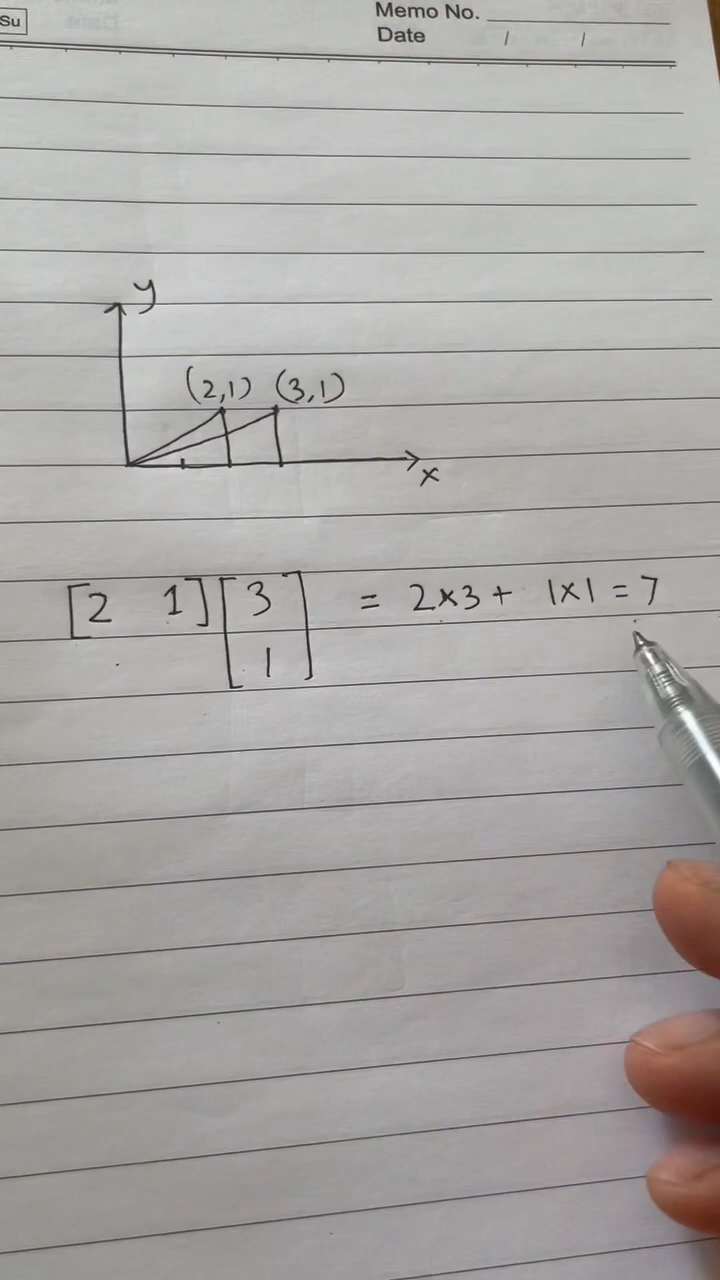 Su
Memo No.
Date / /
y
(2,1) (3,1)
x
[2 1][3 = 2×3 + 1×1 = 7
1]